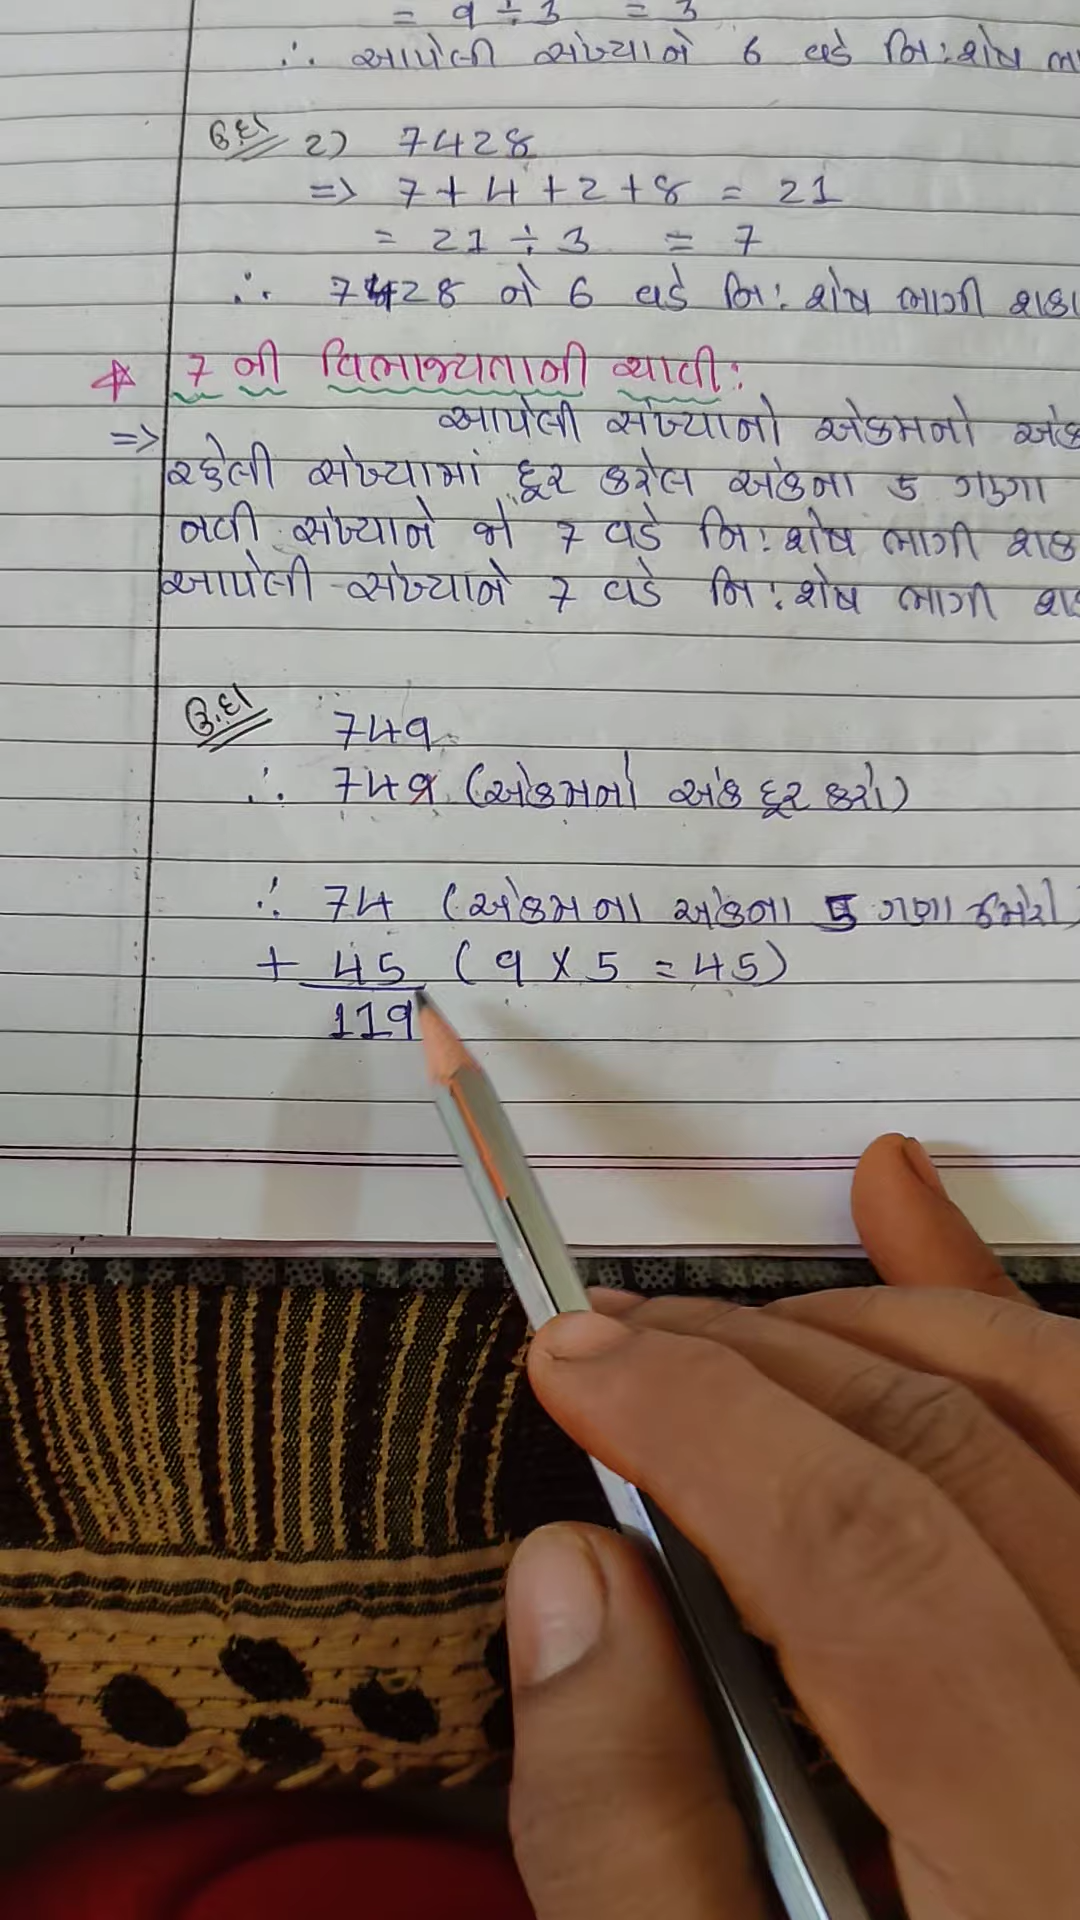 = 9 ÷ 3 = 3
∴ આપેલી સંખ્યાને 6 વડે નિ:શેષ
ઉદા 2) 7428
=> 7 + 4 + 2 + 8 = 21
= 21 ÷ 3 = 7
∴ 7428 ને 6 વડે નિ: શેષ ભાગી
☆ 7 ની વિભાજ્યતાની ચાવી:
=> આપેલી સંખ્યાનો એકમનો
રહેલી સંખ્યામાં દૂર કરેલ અંકના 5 ગણા
નવી સંખ્યાને જો 7 વડે નિ:શેષ ભાગી
આપેલી સંખ્યાને 7 વડે નિ:શેષ ભાગી
ઉદા 749
∴ 749 (એકમનો અંક દૂર કરો)
∴ 74 (એકમના અંકના 5 ગણા ઉમેરો)
+ 45 (9 × 5 = 45)
119